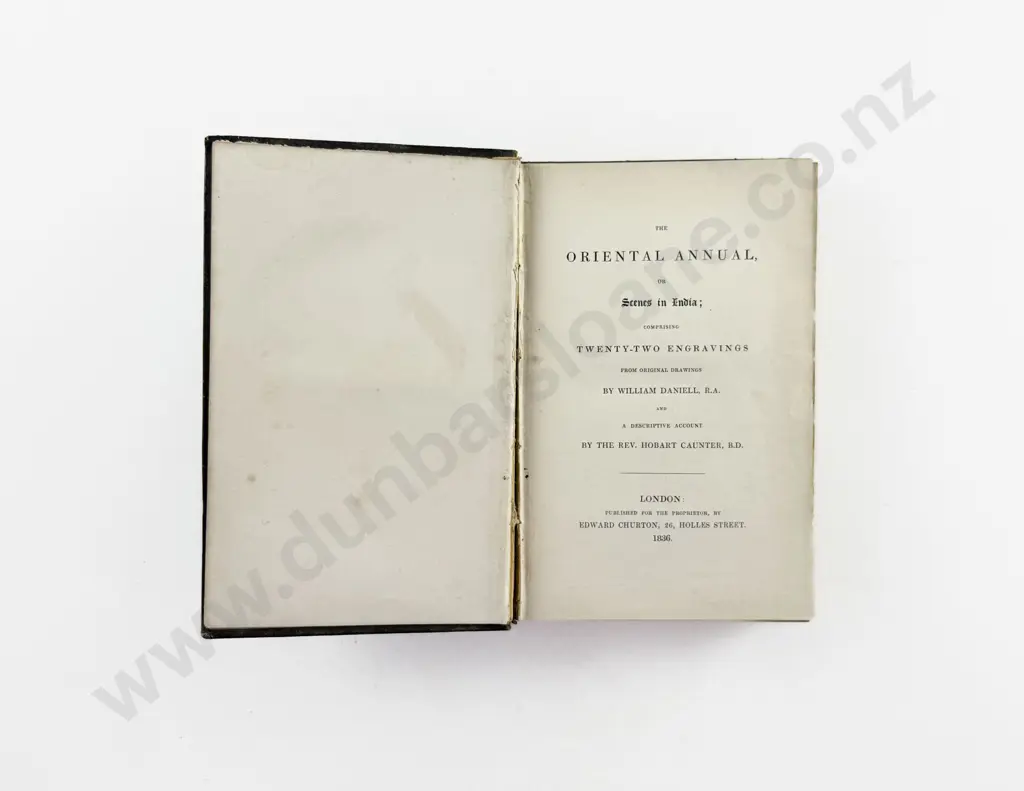 THE
ORIENTAL ANNUAL,
OR
Scenes in India;
COMPRISING
TWENTY-TWO ENGRAVINGS
FROM ORIGINAL DRAWINGS
BY WILLIAM DANIELL, R.A.
AND
A DESCRIPTIVE ACCOUNT
BY THE REV. HOBART CAUNTER, B.D.
LONDON:
PUBLISHED FOR THE PROPRIETOR, BY
EDWARD CHURTON, 26, HOLLES STREET.
1836.
www.dunbarsloane.co.nz